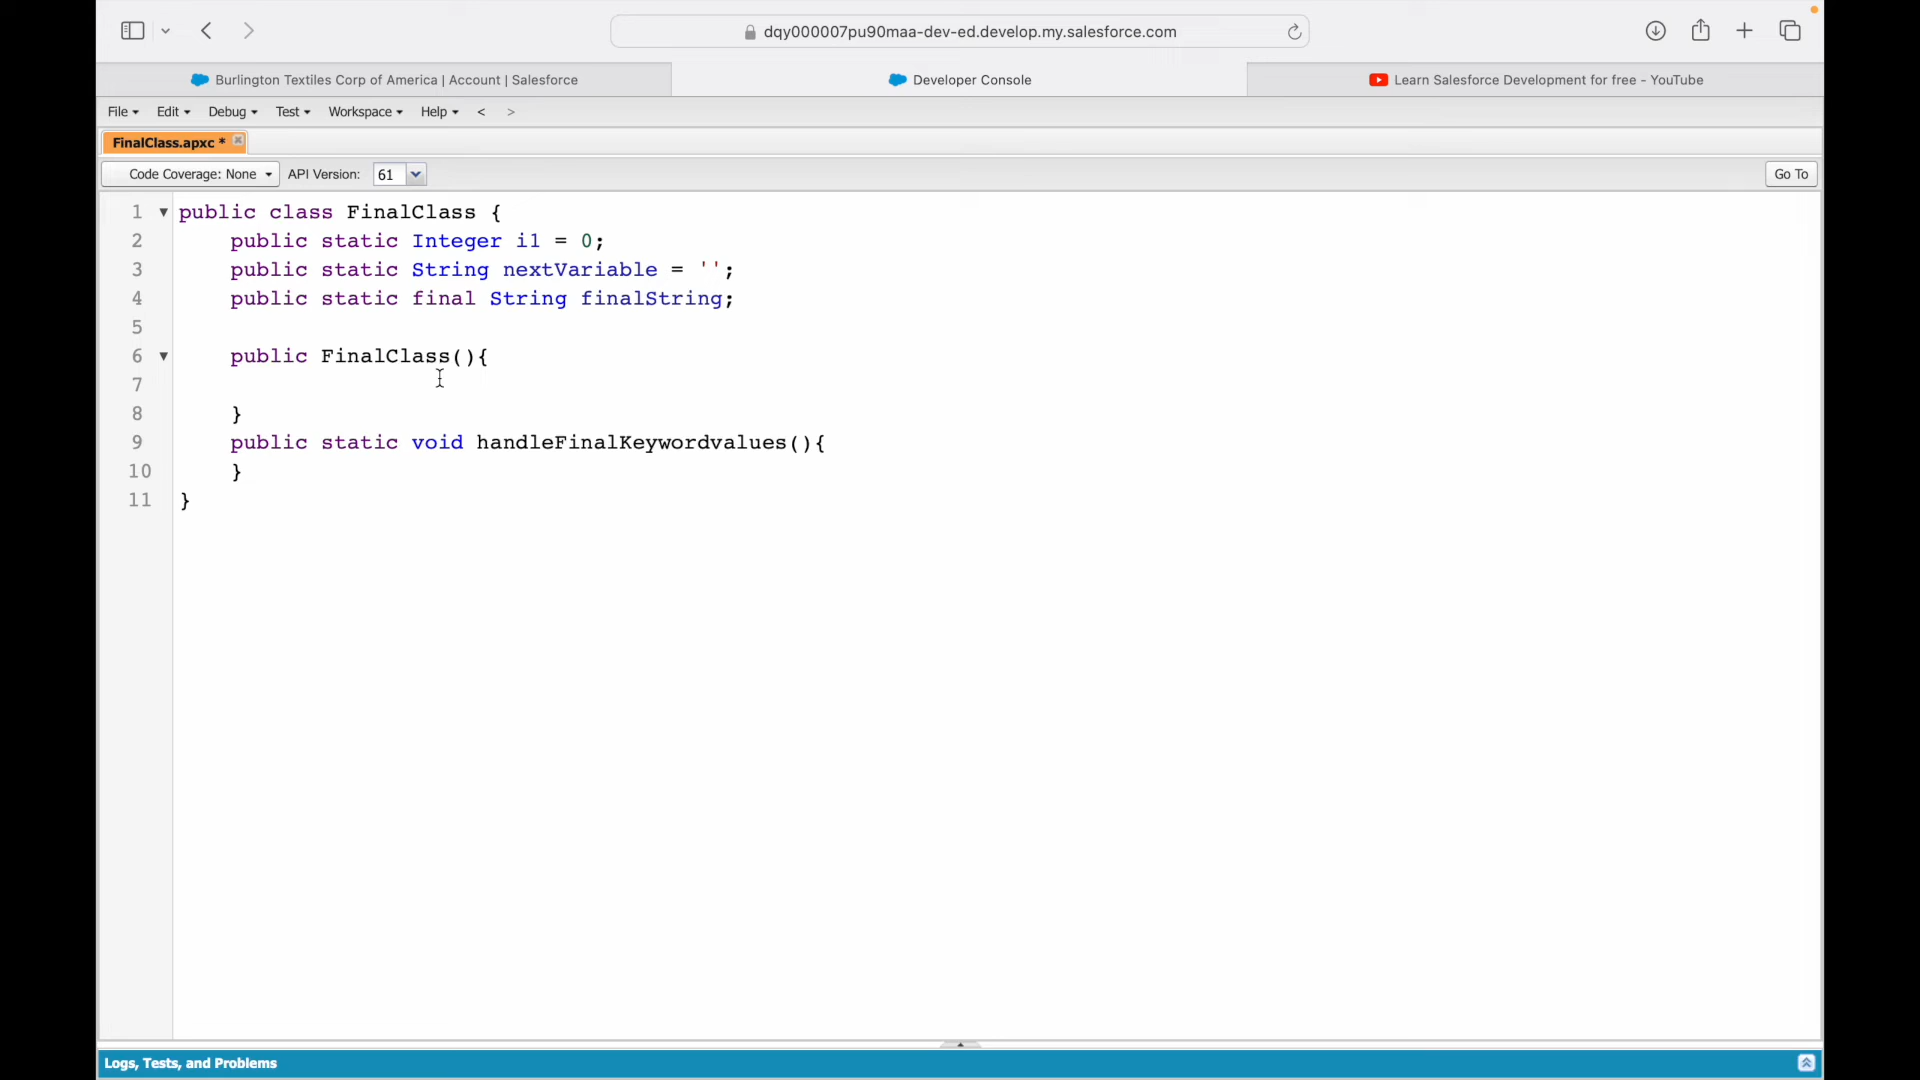 dqy000007pu90maa-dev-ed.develop.my.salesforce.com
Burlington Textiles Corp of America | Account | Salesforce
Developer Console
Learn Salesforce Development for free - YouTube
File Edit Debug Test Workspace Help < >
FinalClass.apxc *
Code Coverage: None API Version: 61 Go To
1 public class FinalClass {
2 public static Integer i1 = 0;
3 public static String nextVariable = '';
4 public static final String finalString;
5
6 public FinalClass(){
7
8 }
9 public static void handleFinalKeywordvalues(){
10 }
11 }
Logs, Tests, and Problems